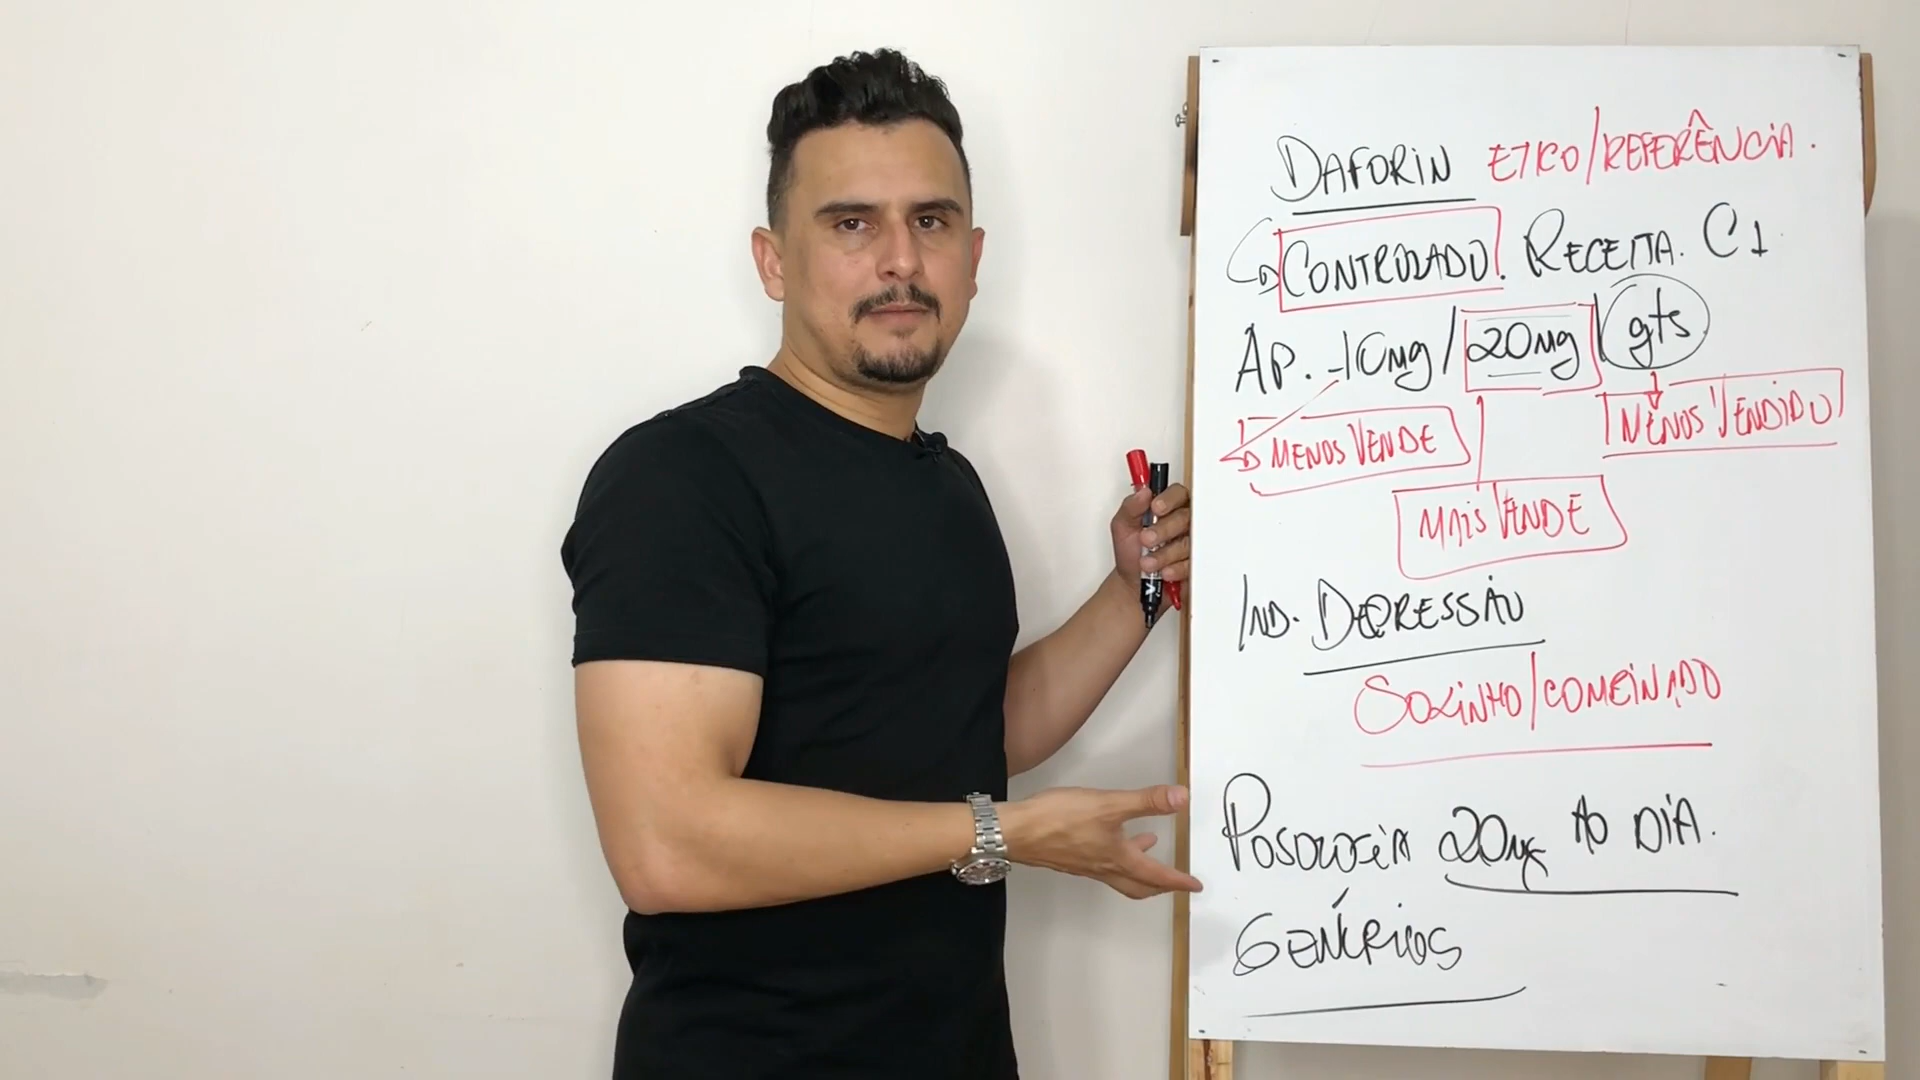 DAFORIN ETICO/REFERÊNCIA.
CONTROLADO. RECEITA. C1
AP. 10mg/20mg/gts
MENOS VENDE MENOS VENDIDO
MAIS VENDE
IND. DEPRESSÃO
SOZINHO/COMBINADO
POSOLOGIA 20mg AO DIA.
GENÉRICOS